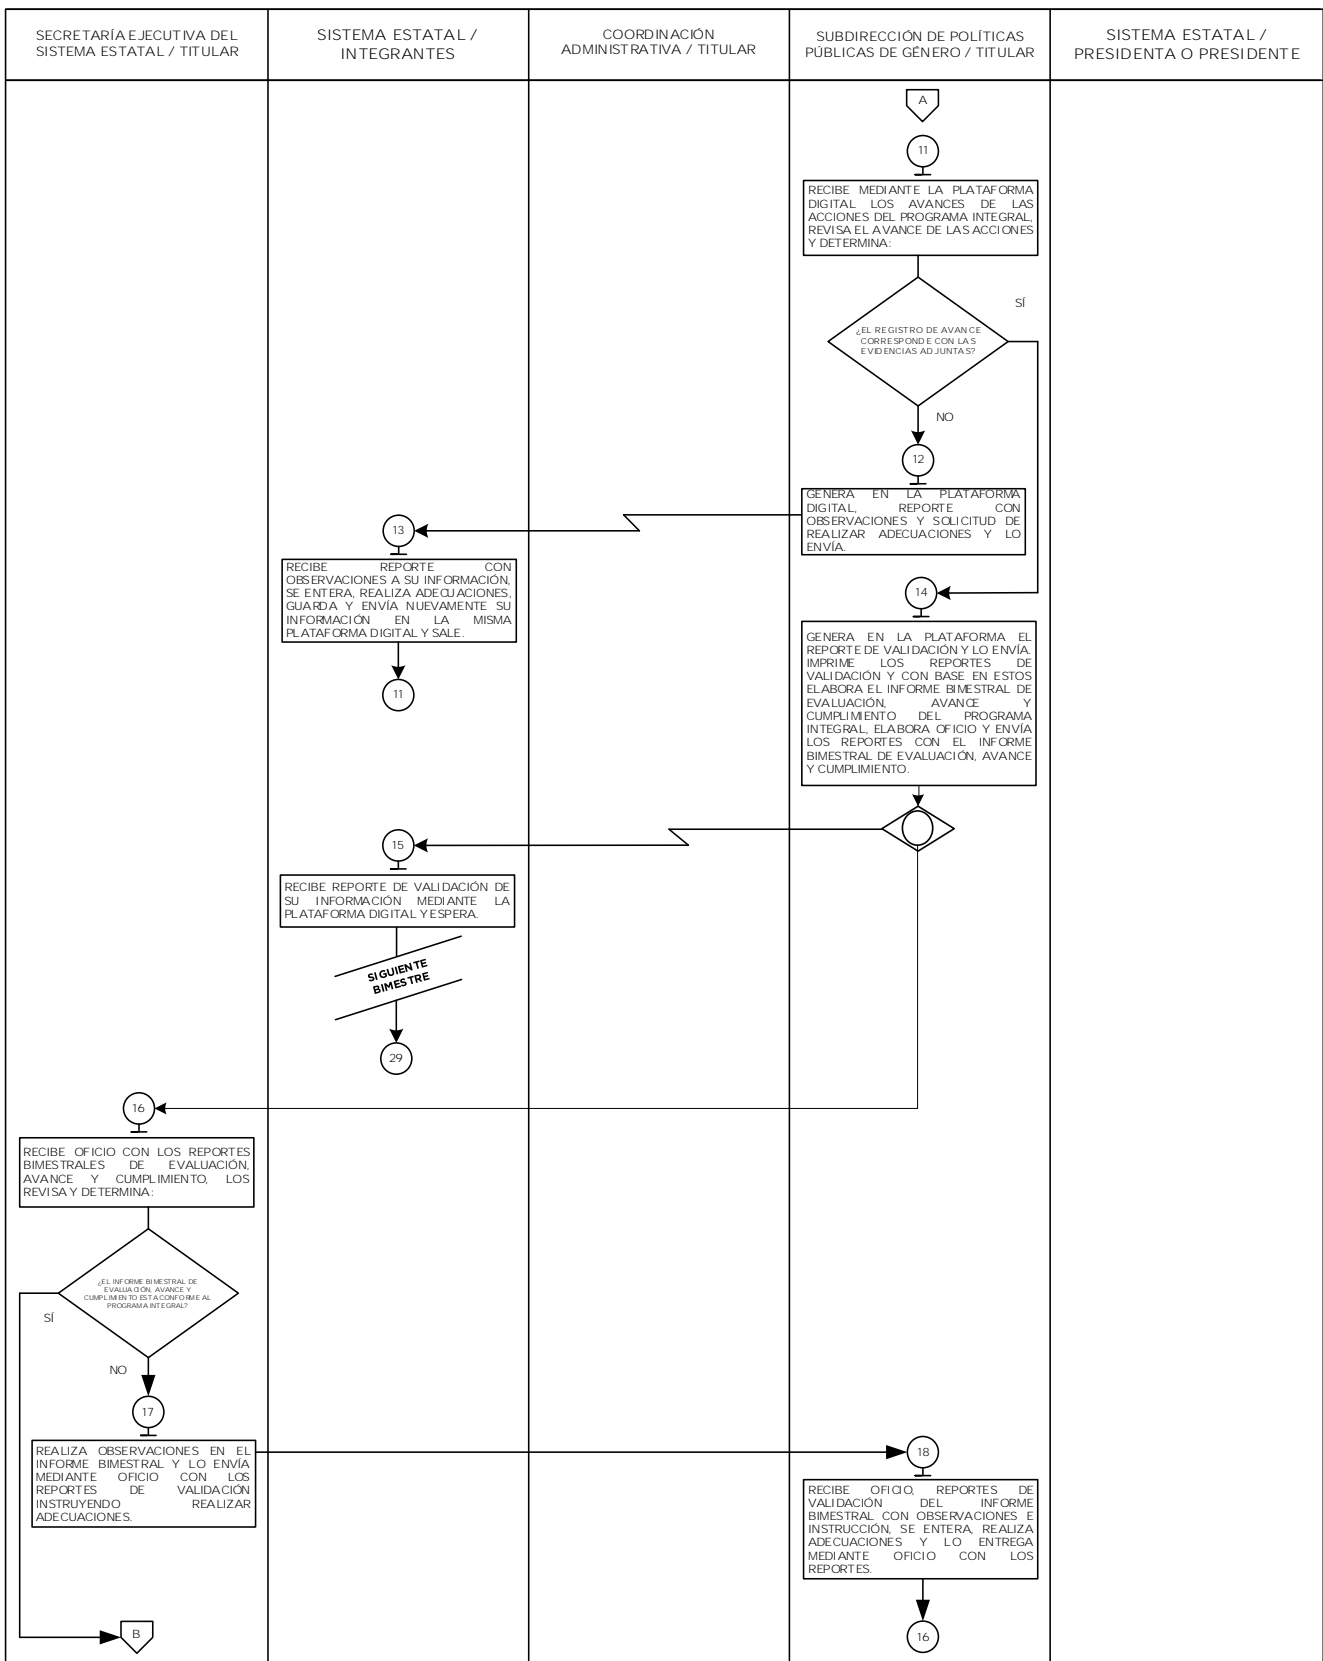 SECRETARÍA EJECUTIVA DEL
SISTEMA ESTATAL / TITULAR
SISTEMA ESTATAL /
INTEGRANTES
COORDINACIÓN
ADMINISTRATIVA / TITULAR
SUBDIRECCIÓN DE POLÍTICAS
PÚBLICAS DE GÉNERO / TITULAR
SISTEMA ESTATAL /
PRESIDENTA O PRESIDENTE
A
11
RECIBE MEDIANTE LA PLATAFORMA
DIGITAL LOS AVANCES DE LAS
ACCIONES DEL PROGRAMA INTEGRAL,
REVISA EL AVANCE DE LAS ACCIONES
Y DETERMINA:
SÍ
¿EL REGISTRO DE AVANCE
CORRESPONDE CON LAS
EVIDENCIAS ADJUNTAS?
NO
12
GENERA EN LA PLATAFORMA
DIGITAL, REPORTE CON
OBSERVACIONES Y SOLICITUD DE
REALIZAR ADECUACIONES Y LO
ENVÍA.
13
RECIBE REPORTE CON
OBSERVACIONES A SU INFORMACIÓN,
SE ENTERA, REALIZA ADECUACIONES,
GUARDA Y ENVÍA NUEVAMENTE SU
INFORMACIÓN EN LA MISMA
PLATAFORMA DIGITAL Y SALE.
11
14
GENERA EN LA PLATAFORMA EL
REPORTE DE VALIDACIÓN Y LO ENVÍA.
IMPRIME LOS REPORTES DE
VALIDACIÓN Y CON BASE EN ESTOS
ELABORA EL INFORME BIMESTRAL DE
EVALUACIÓN, AVANCE Y
CUMPLIMIENTO DEL PROGRAMA
INTEGRAL, ELABORA OFICIO Y ENVÍA
LOS REPORTES CON EL INFORME
BIMESTRAL DE EVALUACIÓN, AVANCE
Y CUMPLIMIENTO.
15
RECIBE REPORTE DE VALIDACIÓN DE
SU INFORMACIÓN MEDIANTE LA
PLATAFORMA DIGITAL Y ESPERA.
SIGUIENTE
BIMESTRE
29
16
RECIBE OFICIO CON LOS REPORTES
BIMESTRALES DE EVALUACIÓN,
AVANCE Y CUMPLIMIENTO, LOS
REVISA Y DETERMINA:
¿EL INFORME BIMESTRAL DE
EVALUACIÓN, AVANCE Y
CUMPLIMIENTO ESTA CONFORME AL
PROGRAMA INTEGRAL?
SÍ
NO
17
REALIZA OBSERVACIONES EN EL
INFORME BIMESTRAL Y LO ENVÍA
MEDIANTE OFICIO CON LOS
REPORTES DE VALIDACIÓN
INSTRUYENDO REALIZAR
ADECUACIONES.
18
RECIBE OFICIO, REPORTES DE
VALIDACIÓN DEL INFORME
BIMESTRAL CON OBSERVACIONES E
INSTRUCCIÓN, SE ENTERA, REALIZA
ADECUACIONES Y LO ENTREGA
MEDIANTE OFICIO CON LOS
REPORTES.
B
16